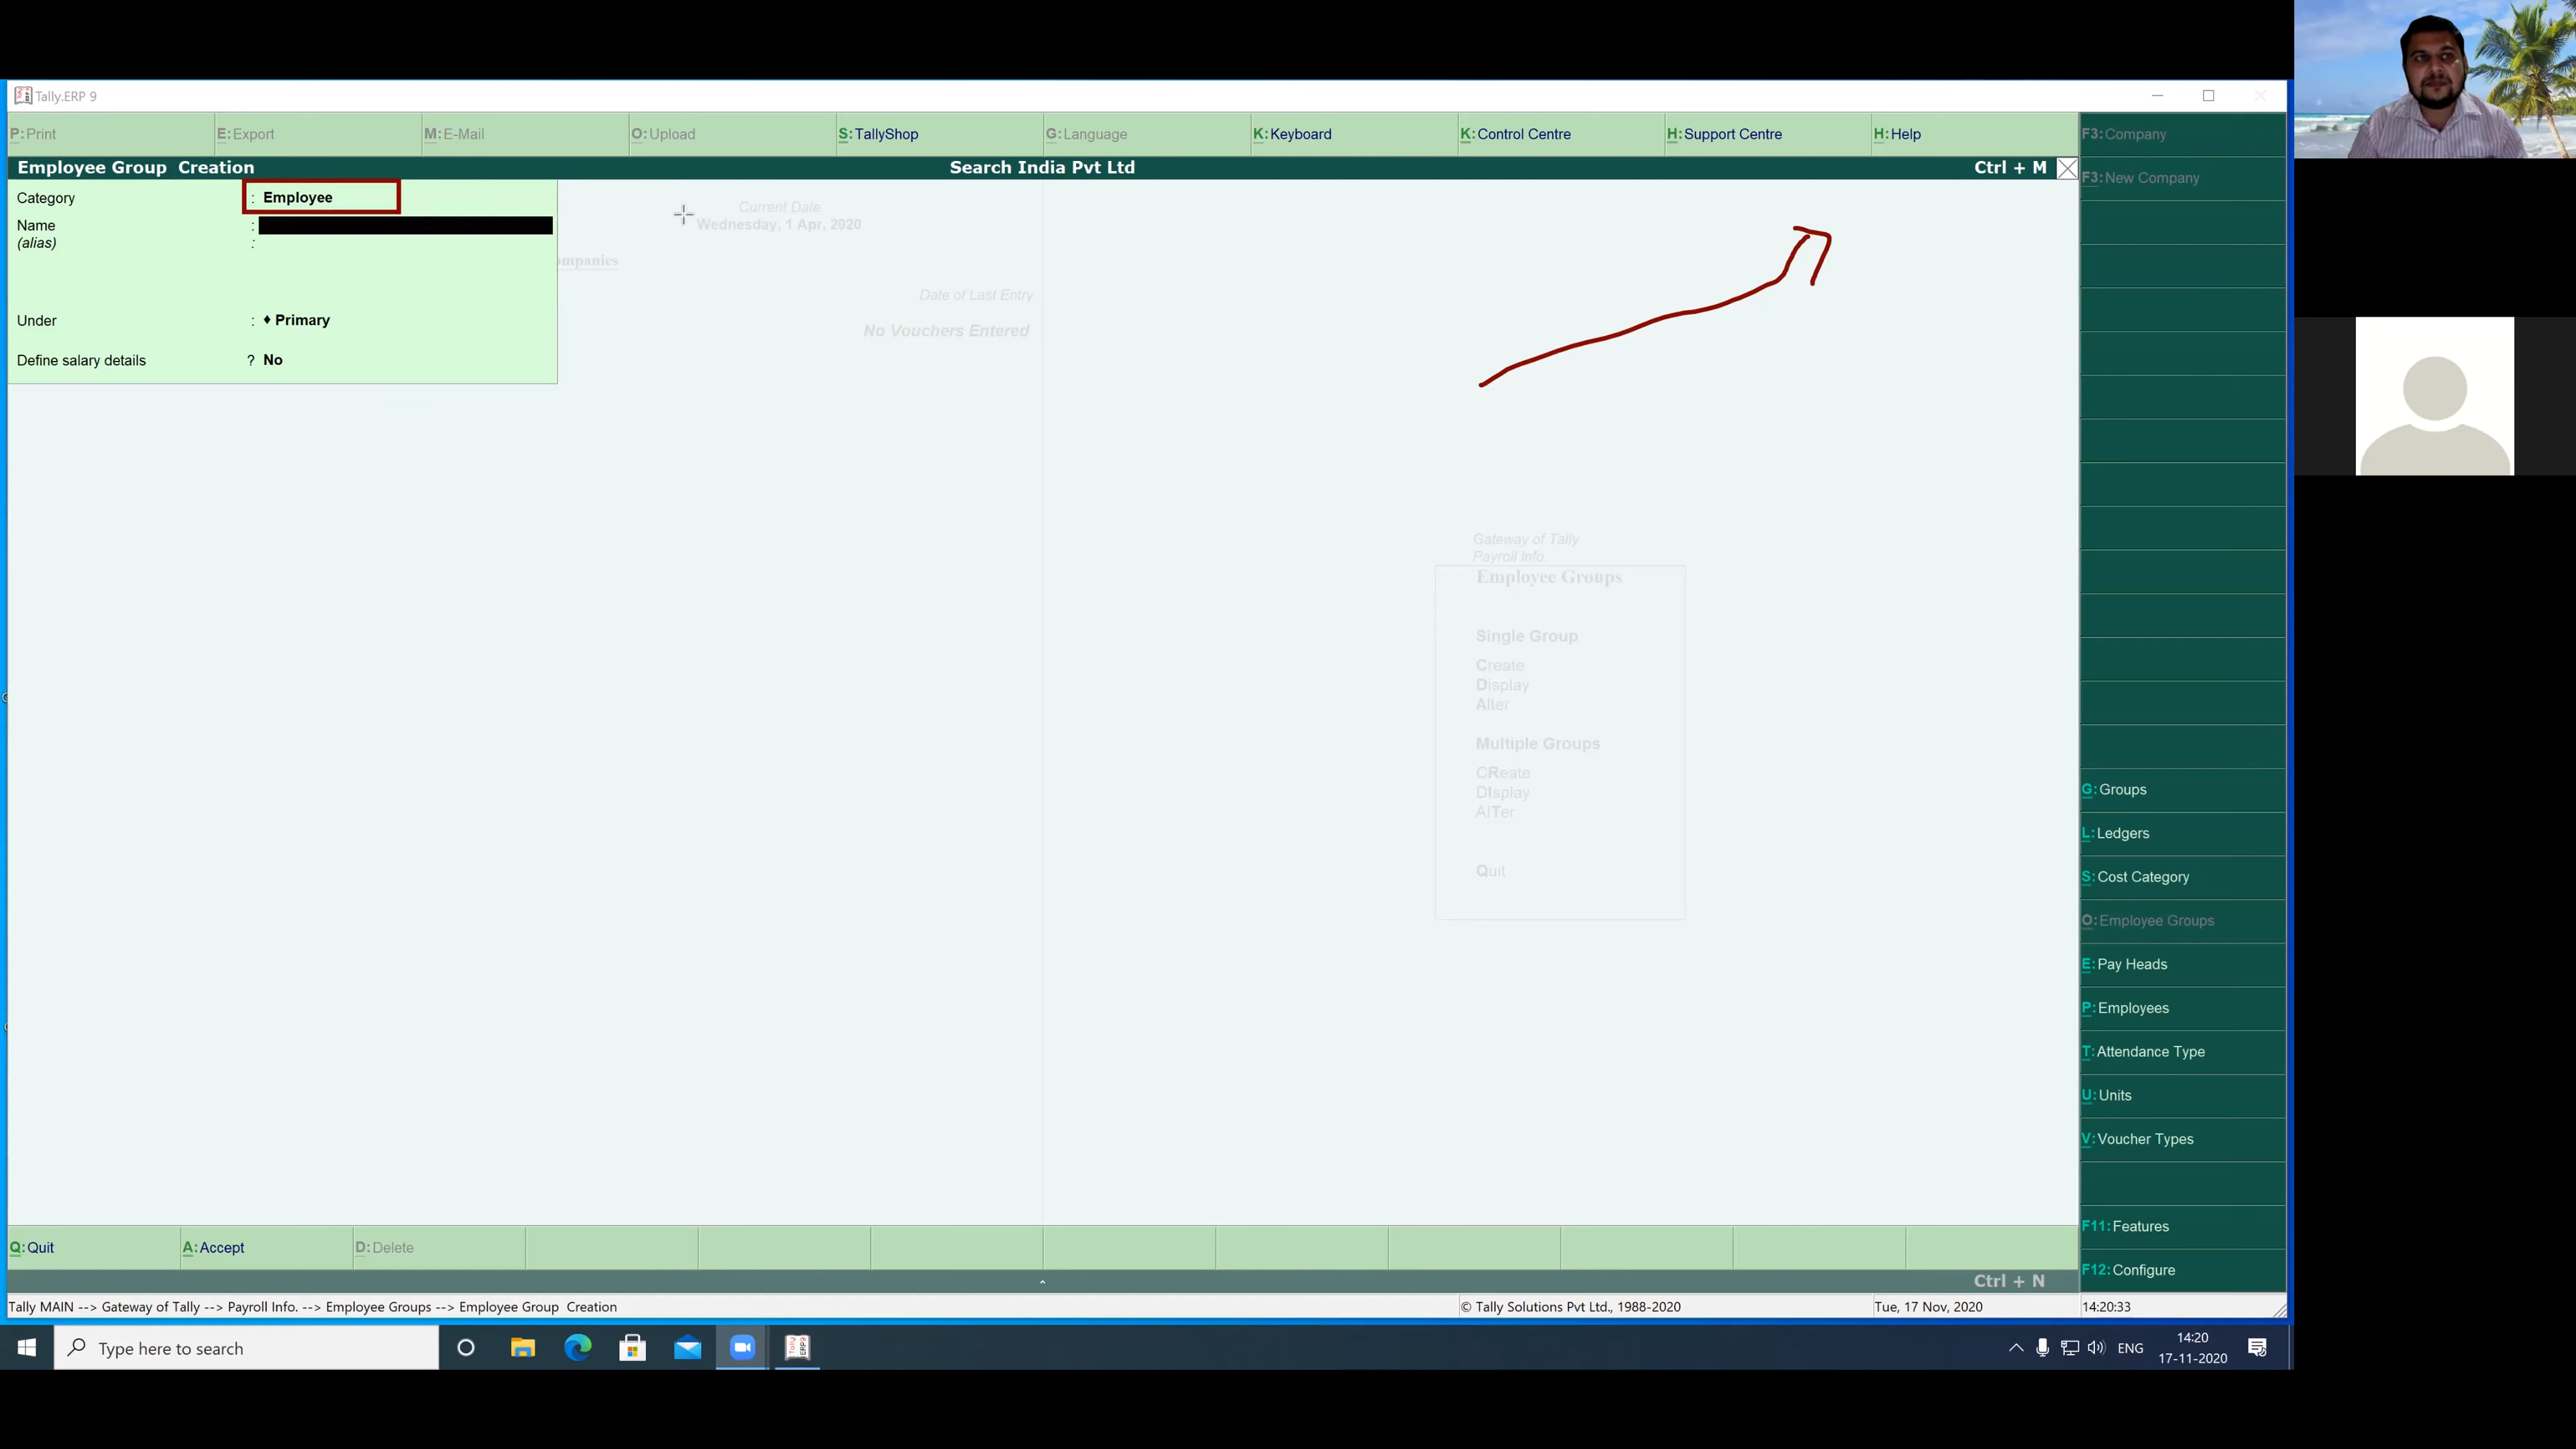 Tally.ERP 9
P: Print E: Export M: E-Mail O: Upload S: TallyShop G: Language K: Keyboard K: Control Centre H: Support Centre H: Help
Employee Group Creation Search India Pvt Ltd Ctrl + M
Category : Employee
Name :
(alias) :
Under : ♦ Primary
Define salary details ? No
Current Date
Wednesday, 1 Apr, 2020
ompanies
Date of Last Entry
No Vouchers Entered
Gateway of Tally
Payroll Info.
Employee Groups
Single Group
Create
Display
Alter
Multiple Groups
CReate
DIsplay
AlTer
Quit
F3: Company
F3: New Company
G: Groups
L: Ledgers
S: Cost Category
O: Employee Groups
E: Pay Heads
P: Employees
T: Attendance Type
U: Units
V: Voucher Types
F11: Features
F12: Configure
Q: Quit A: Accept D: Delete
Ctrl + N
Tally MAIN --> Gateway of Tally --> Payroll Info. --> Employee Groups --> Employee Group Creation © Tally Solutions Pvt Ltd., 1988-2020 Tue, 17 Nov, 2020 14:20:33
Type here to search
ENG
14:20
17-11-2020